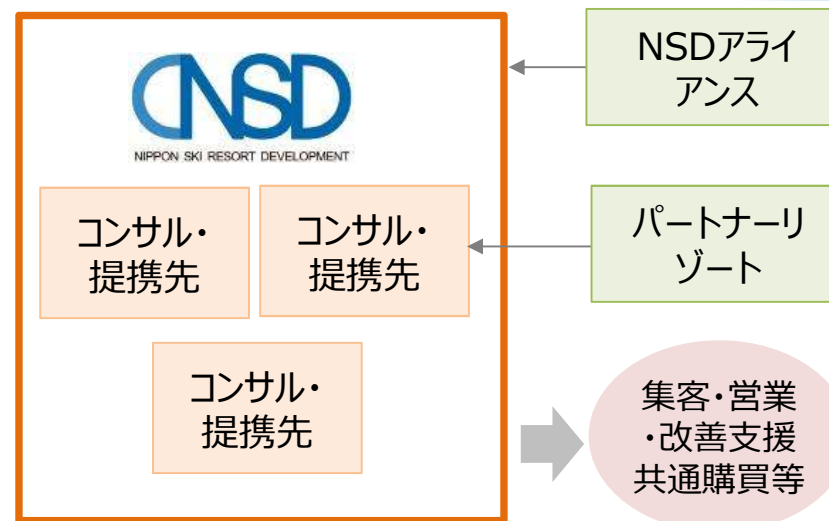 NSDアライ
アンス
NSD
NIPPON SKI RESORT DEVELOPMENT
コンサル・
提携先
コンサル・
提携先
パートナーリ
ゾート
コンサル・
提携先
集客・営業
・改善支援
共通購買等